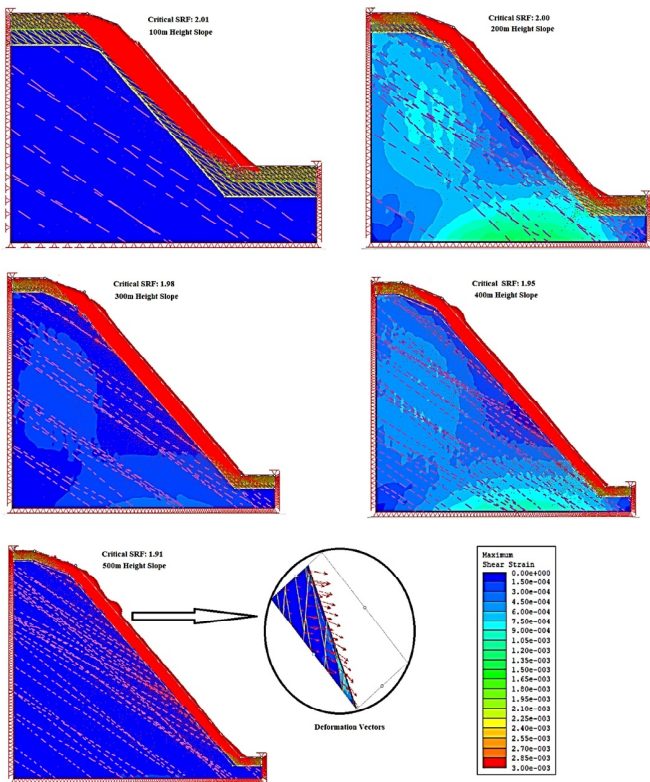 Critical SRF: 2.01
100m Height Slope
Critical SRF: 2.00
200m Height Slope
Critical SRF: 1.98
300m Height Slope
Critical SRF: 1.95
400m Height Slope
Critical SRF: 1.91
500m Height Slope
Deformation Vectors
Maximum
Shear Strain
0.00e+000
1.50e-004
3.00e-004
4.50e-004
6.00e-004
7.50e-004
9.00e-004
1.05e-003
1.20e-003
1.35e-003
1.50e-003
1.65e-003
1.80e-003
1.95e-003
2.10e-003
2.25e-003
2.40e-003
2.55e-003
2.70e-003
2.85e-003
3.00e-003